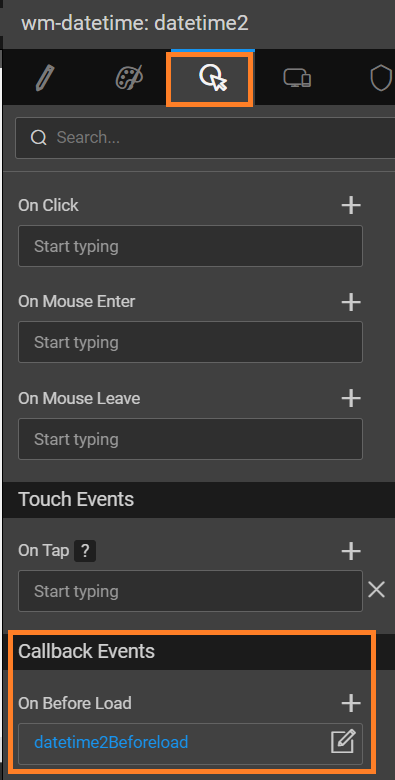 wm-datetime: datetime2
Search...
On Click
Start typing
On Mouse Enter
Start typing
On Mouse Leave
Start typing
Touch Events
On Tap ?
Start typing
Callback Events
On Before Load
datetime2Beforeload